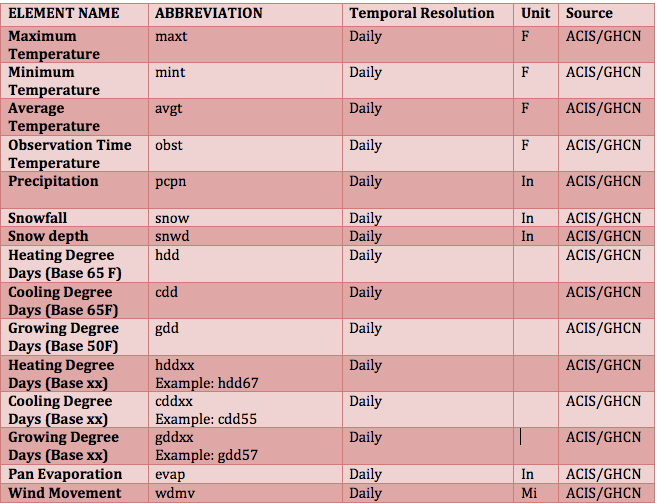 ELEMENT NAME ABBREVIATION Temporal Resolution Unit Source
Maximum Temperature maxt Daily F ACIS/GHCN
Minimum Temperature mint Daily F ACIS/GHCN
Average Temperature avgt Daily F ACIS/GHCN
Observation Time Temperature obst Daily F ACIS/GHCN
Precipitation pcpn Daily In ACIS/GHCN
Snowfall snow Daily In ACIS/GHCN
Snow depth snwd Daily In ACIS/GHCN
Heating Degree Days (Base 65 F) hdd Daily ACIS/GHCN
Cooling Degree Days (Base 65F) cdd Daily ACIS/GHCN
Growing Degree Days (Base 50F) gdd Daily ACIS/GHCN
Heating Degree Days (Base xx) hddxx Example: hdd67 Daily ACIS/GHCN
Cooling Degree Days (Base xx) cddxx Example: cdd55 Daily ACIS/GHCN
Growing Degree Days (Base xx) gddxx Example: gdd57 Daily ACIS/GHCN
Pan Evaporation evap Daily In ACIS/GHCN
Wind Movement wdmv Daily Mi ACIS/GHCN